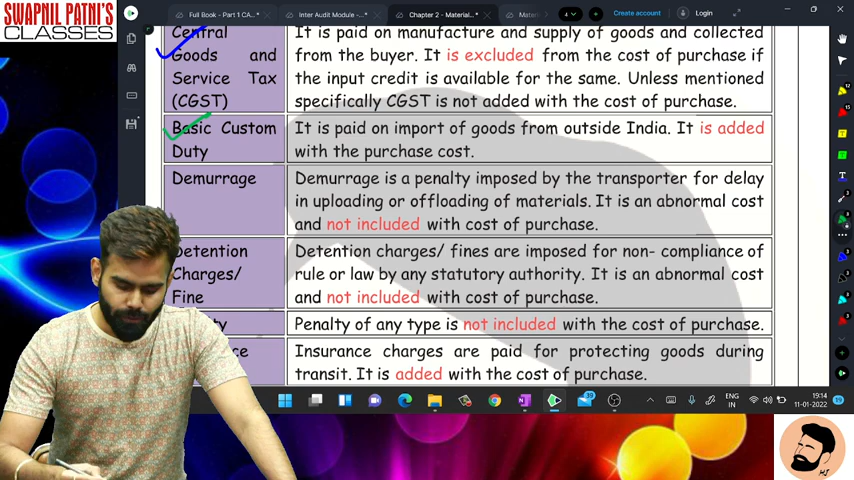 SWAPNIL PATNI'S
CLASSES
Full Book - Part 1 CA...
Inter Audit Module -...
Chapter 2 - Material...
Create account
Login
Central
Goods and
Service Tax
(CGST)
It is paid on manufacture and supply of goods and collected
from the buyer. It is excluded from the cost of purchase if
the input credit is available for the same. Unless mentioned
specifically CGST is not added with the cost of purchase.
Basic Custom
Duty
It is paid on import of goods from outside India. It is added
with the purchase cost.
Demurrage
Demurrage is a penalty imposed by the transporter for delay
in uploading or offloading of materials. It is an abnormal cost
and not included with cost of purchase.
Detention
Charges/
Fine
Detention charges/ fines are imposed for non- compliance of
rule or law by any statutory authority. It is an abnormal cost
and not included with cost of purchase.
Penalty of any type is not included with the cost of purchase.
Insurance charges are paid for protecting goods during
transit. It is added with the cost of purchase.
ENG
IN
19:14
11-01-2022